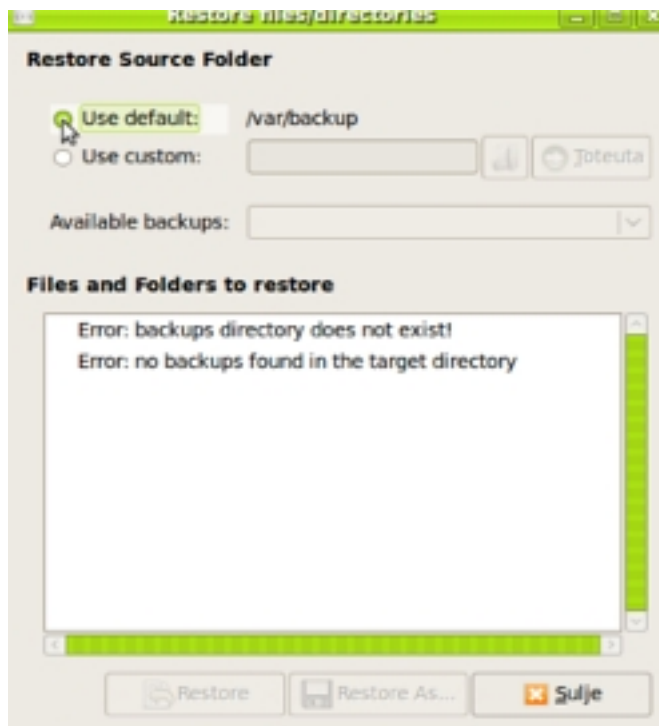 Restore files/directories
Restore Source Folder
Use default: /var/backup
Use custom: Toteuta
Available backups:
Files and Folders to restore
Error: backups directory does not exist!
Error: no backups found in the target directory
Restore Restore As... Sulje